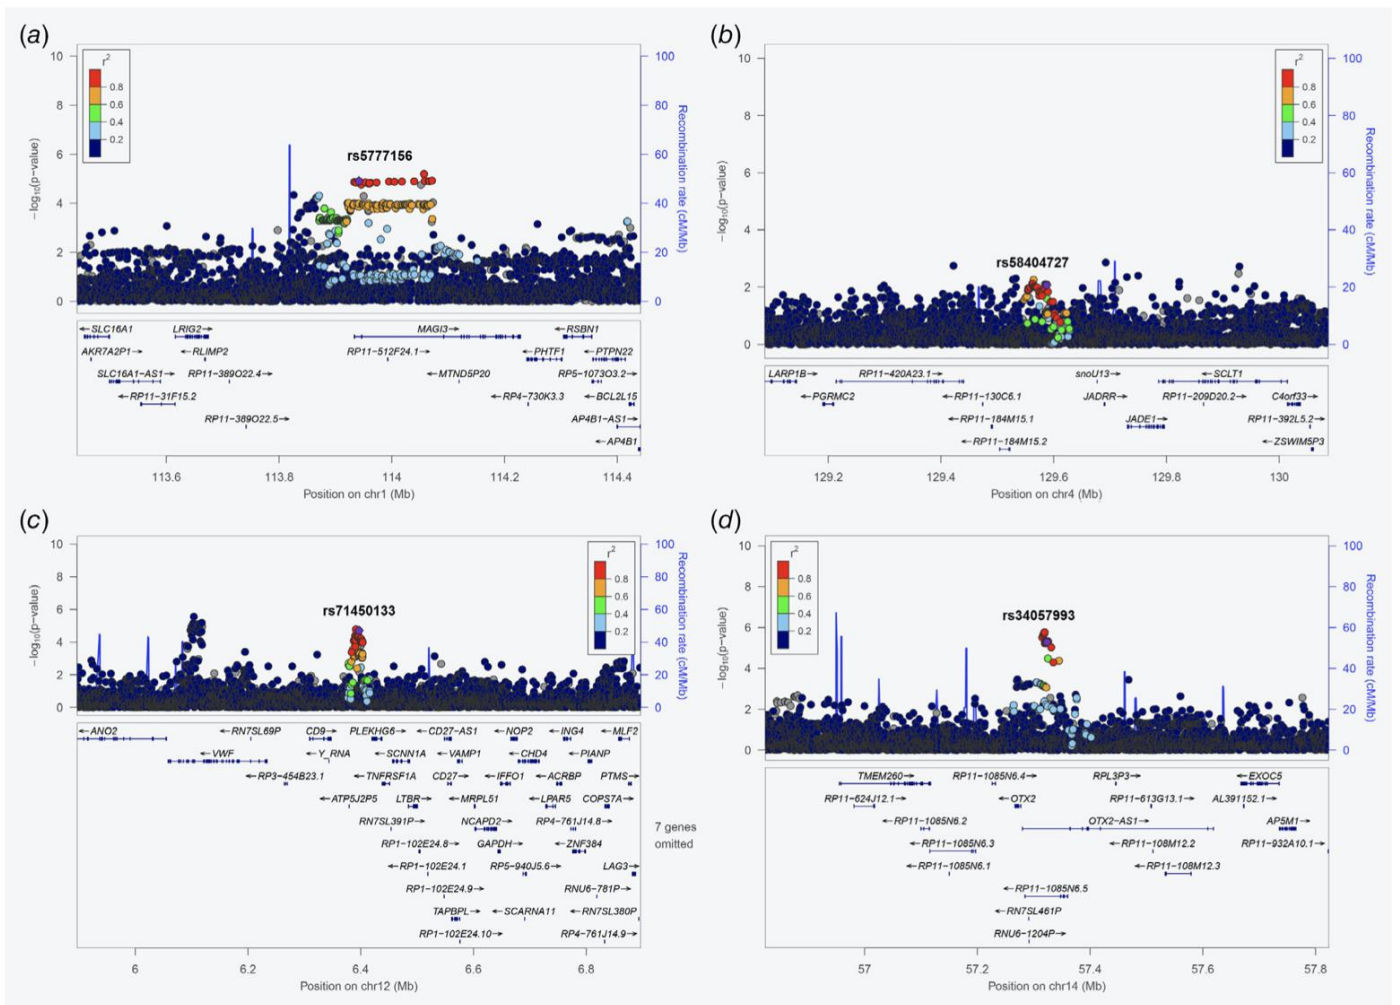 (a)
r²
0.8
0.6
0.4
0.2
rs5777156
10
8
6
4
2
0
−log₁₀(p−value)
100
80
60
40
20
0
Recombination rate (cM/Mb)
←SLC16A1 LRIG2→ MAGI3→ ←RSBN1
AKR7A2P1→ ←RLIMP2 RP11−512F24.1→ ←PHTF1 ←PTPN22
SLC16A1−AS1→ RP11−389O22.4→ ←MTND5P20 RP5−1073O3.2→
←RP11−31F15.2 ←RP4−730K3.3 ←BCL2L15
RP11−389O22.5→ AP4B1−AS1→
←AP4B1
113.6 113.8 114 114.2 114.4
Position on chr1 (Mb)
(b)
r²
0.8
0.6
0.4
0.2
rs58404727
10
8
6
4
2
0
−log₁₀(p−value)
100
80
60
40
20
0
Recombination rate (cM/Mb)
LARP1B→ RP11−420A23.1→ snoU13→ ←SCLT1
←PGRMC2 ←RP11−130C6.1 JADRR→ RP11−209D20.2→ C4orf33→
←RP11−184M15.1 JADE1→ RP11−392L5.2→
←RP11−184M15.2 ←ZSWIM5P3
129.2 129.4 129.6 129.8 130
Position on chr4 (Mb)
(c)
r²
0.8
0.6
0.4
0.2
rs71450133
10
8
6
4
2
0
−log₁₀(p−value)
100
80
60
40
20
0
Recombination rate (cM/Mb)
←ANO2 ←RN7SL69P CD9→ PLEKHG6→ ←CD27−AS1 ←NOP2 ←ING4 ←MLF2
←VWF ←Y_RNA ←SCNN1A ←VAMP1 ←CHD4 ←PIANP
←RP3−454B23.1 ←TNFRSF1A CD27→ ←IFFO1 ←ACRBP PTMS→
←ATP5J2P5 LTBR→ ←MRPL51 ←LPAR5 COPS7A→
RN7SL391P→ NCAPD2→ RP4−761J14.8→
RP1−102E24.8→ GAPDH→ ←ZNF384
←RP1−102E24.1 RP5−940J5.6→ LAG3→
RP1−102E24.9→ RNU6−781P→
TAPBPL→ ←SCARNA11 ←RN7SL380P
RP1−102E24.10→ RP4−761J14.9→
7 genes
omitted
6 6.2 6.4 6.6 6.8
Position on chr12 (Mb)
(d)
r²
0.8
0.6
0.4
0.2
rs34057993
10
8
6
4
2
0
−log₁₀(p−value)
100
80
60
40
20
0
Recombination rate (cM/Mb)
TMEM260→ RP11−1085N6.4→ RPL3P3→ ←EXOC5
RP11−624J12.1→ ←OTX2 RP11−613G13.1→ AL391152.1→
←RP11−1085N6.2 OTX2−AS1→ AP5M1→
←RP11−1085N6.3 ←RP11−108M12.2 RP11−932A10.1→
←RP11−1085N6.1 ←RP11−108M12.3
←RP11−1085N6.5
←RN7SL461P
RNU6−1204P→
57 57.2 57.4 57.6 57.8
Position on chr14 (Mb)